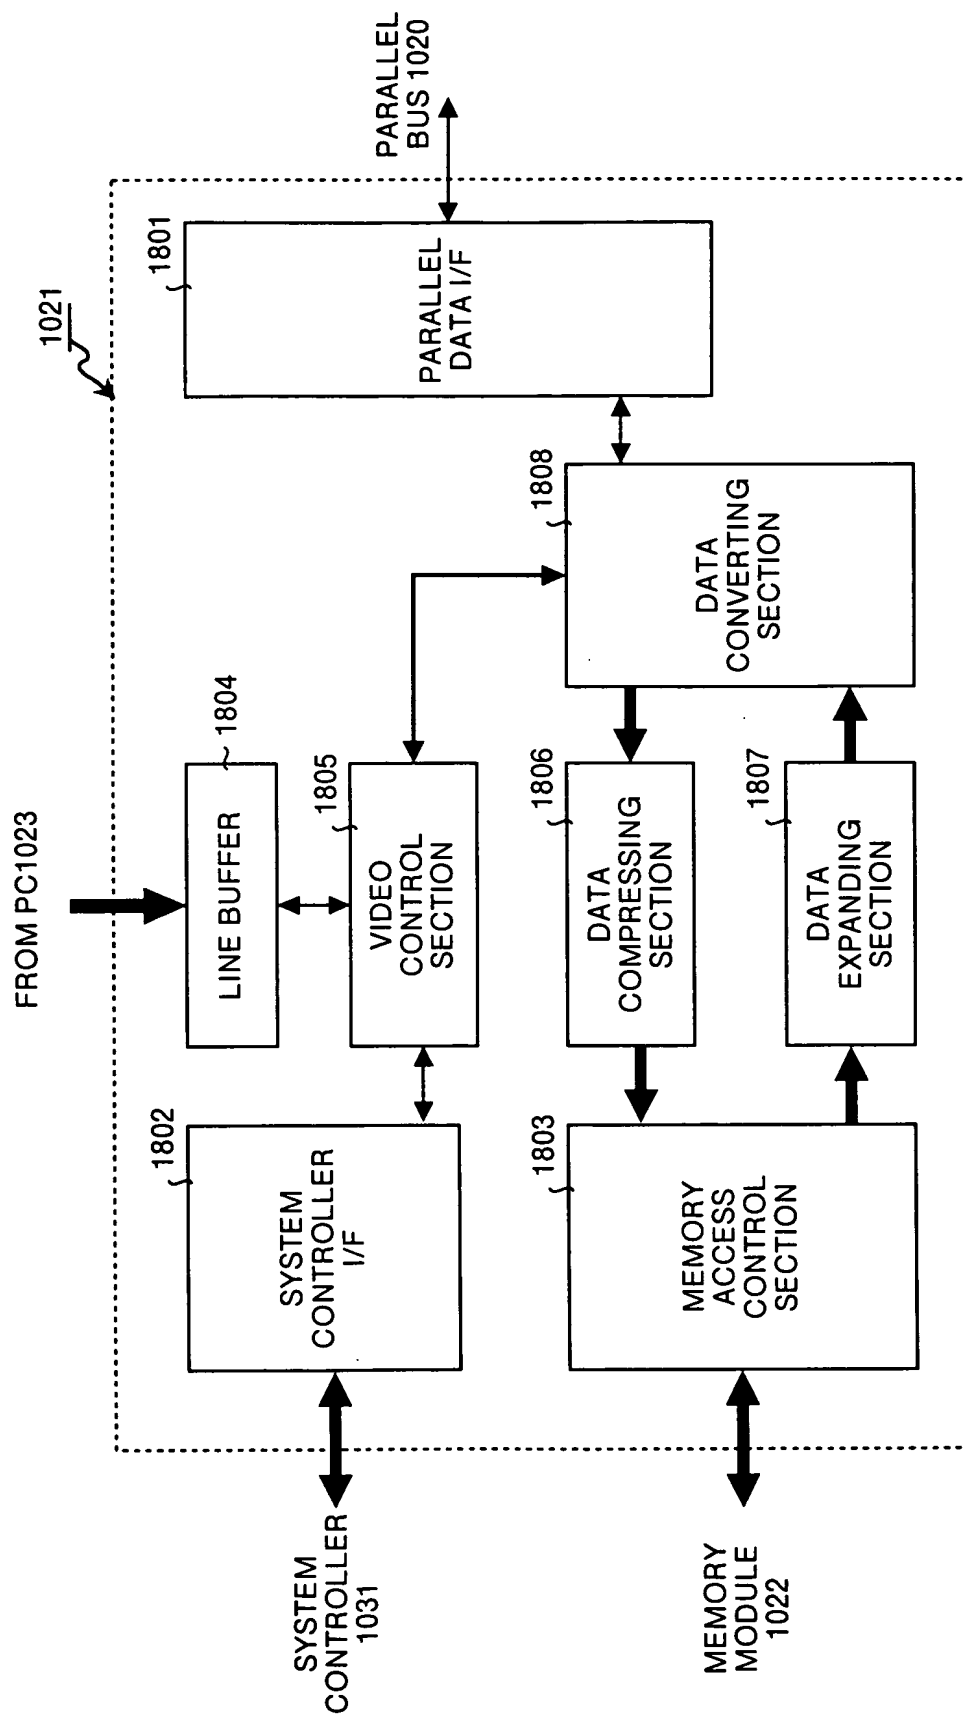 FROM PC1023
1021
SYSTEM
CONTROLLER
1031
1802
SYSTEM
CONTROLLER
I/F
LINE BUFFER
1804
1805
VIDEO
CONTROL
SECTION
1801
PARALLEL
DATA I/F
PARALLEL
BUS 1020
MEMORY
MODULE
1022
1803
MEMORY
ACCESS
CONTROL
SECTION
1806
DATA
COMPRESSING
SECTION
1807
DATA
EXPANDING
SECTION
1808
DATA
CONVERTING
SECTION